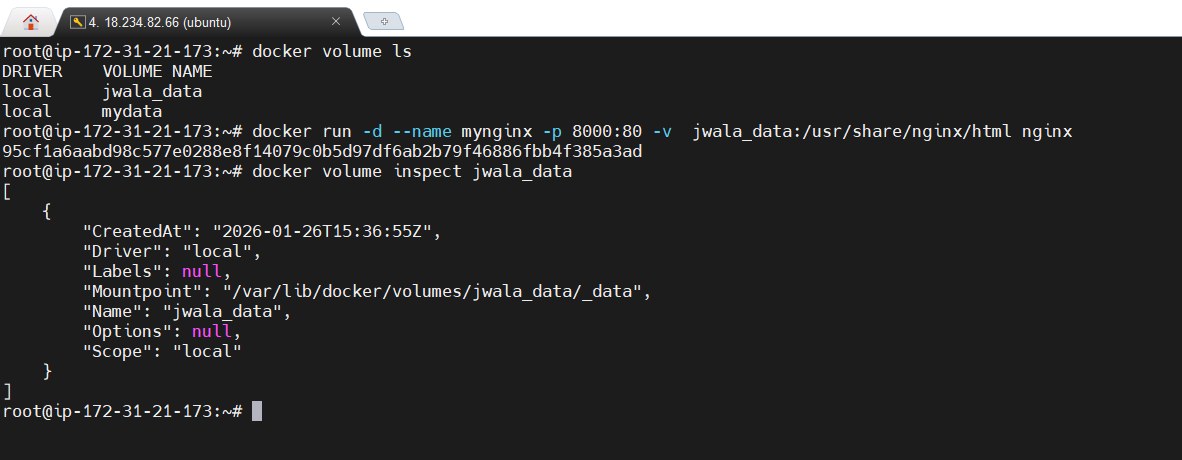 4. 18.234.82.66 (ubuntu)
root@ip-172-31-21-173:~# docker volume ls
DRIVER    VOLUME NAME
local     jwala_data
local     mydata
root@ip-172-31-21-173:~# docker run -d --name mynginx -p 8000:80 -v  jwala_data:/usr/share/nginx/html nginx
95cf1a6aabd98c577e0288e8f14079c0b5d97df6ab2b79f46886fbb4f385a3ad
root@ip-172-31-21-173:~# docker volume inspect jwala_data
[
    {
        "CreatedAt": "2026-01-26T15:36:55Z",
        "Driver": "local",
        "Labels": null,
        "Mountpoint": "/var/lib/docker/volumes/jwala_data/_data",
        "Name": "jwala_data",
        "Options": null,
        "Scope": "local"
    }
]
root@ip-172-31-21-173:~#